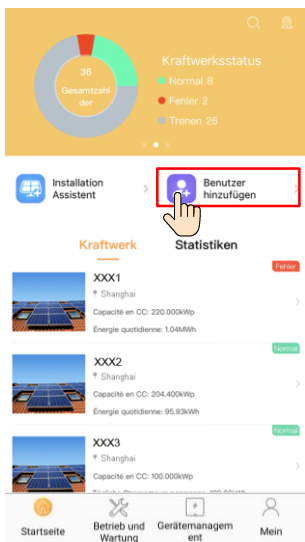 36
Gesamtzahl
der
Kraftwerksstatus
Normal 8
Fehler 2
Trenen 26
Installation
Assistent
Benutzer
hinzufügen
Kraftwerk
Statistiken
Fehler
XXX1
Shanghai
Capacité en CC: 220.000kWp
Énergie quotidienne: 1.04MWh
Normal
XXX2
Shanghai
Capacité en CC: 204.400kWp
Énergie quotidienne: 95.93kWh
Normal
XXX3
Shanghai
Capacité en CC: 100.000kWp
Startseite
Betrieb und
Wartung
Gerätemanagem
ent
Mein